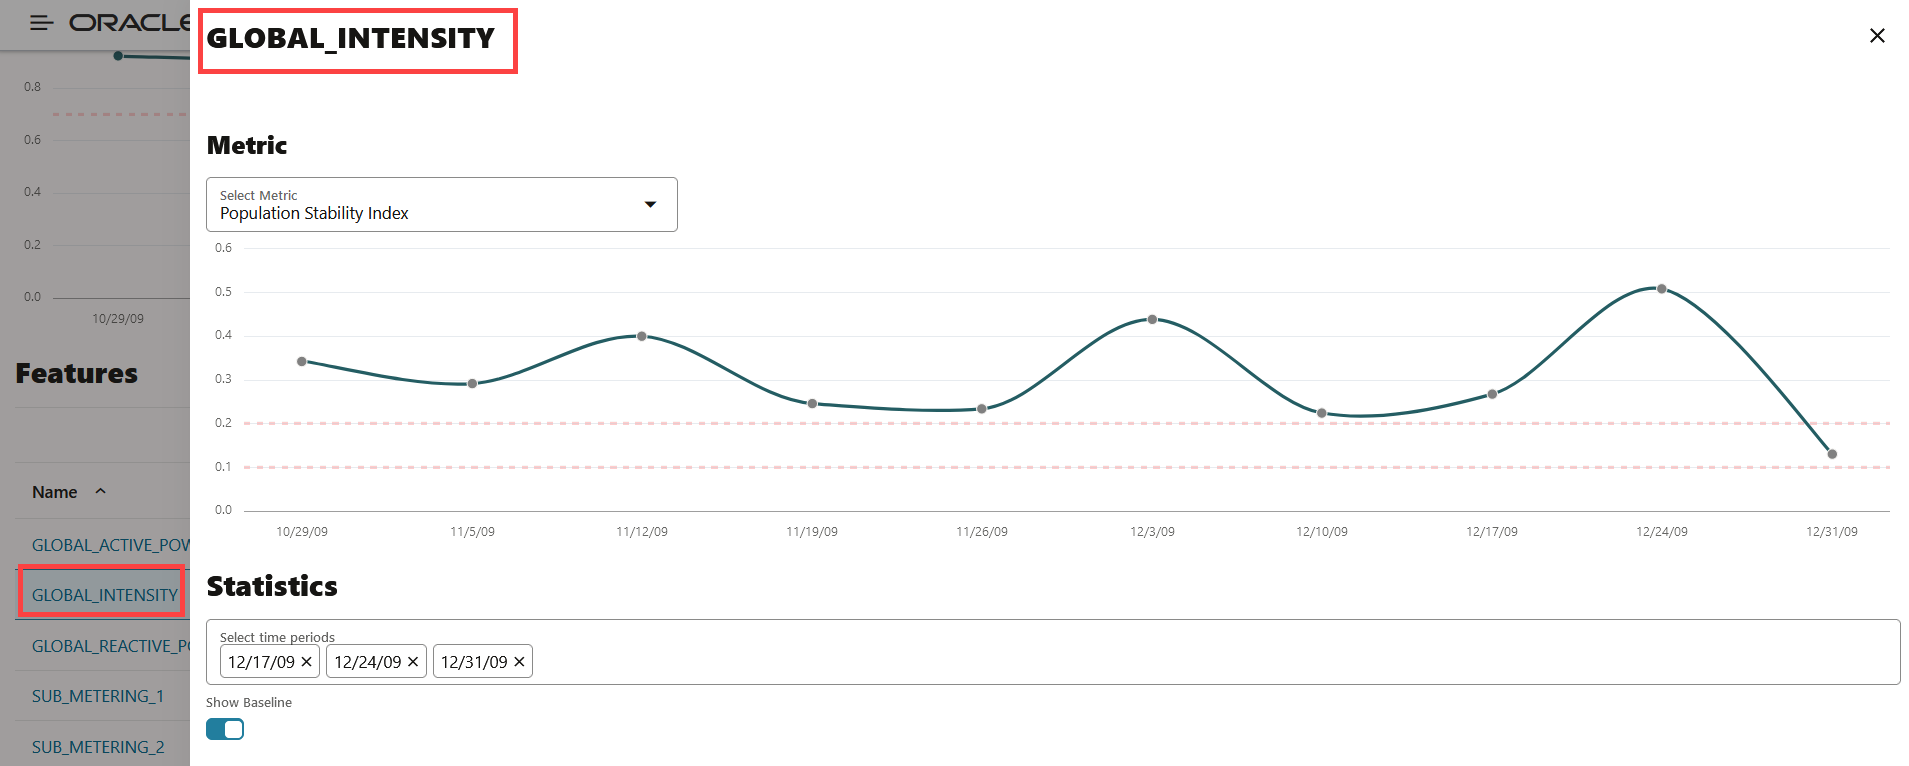 ORACLE
GLOBAL_INTENSITY
0.8
0.6
0.4
0.2
0.0
10/29/09
Features
Name
GLOBAL_ACTIVE_POW
GLOBAL_INTENSITY
GLOBAL_REACTIVE_PO
SUB_METERING_1
SUB_METERING_2
Metric
Select Metric
Population Stability Index
0.6
0.5
0.4
0.3
0.2
0.1
0.0
10/29/09 11/5/09 11/12/09 11/19/09 11/26/09 12/3/09 12/10/09 12/17/09 12/24/09 12/31/09
Statistics
Select time periods
12/17/09 12/24/09 12/31/09
Show Baseline